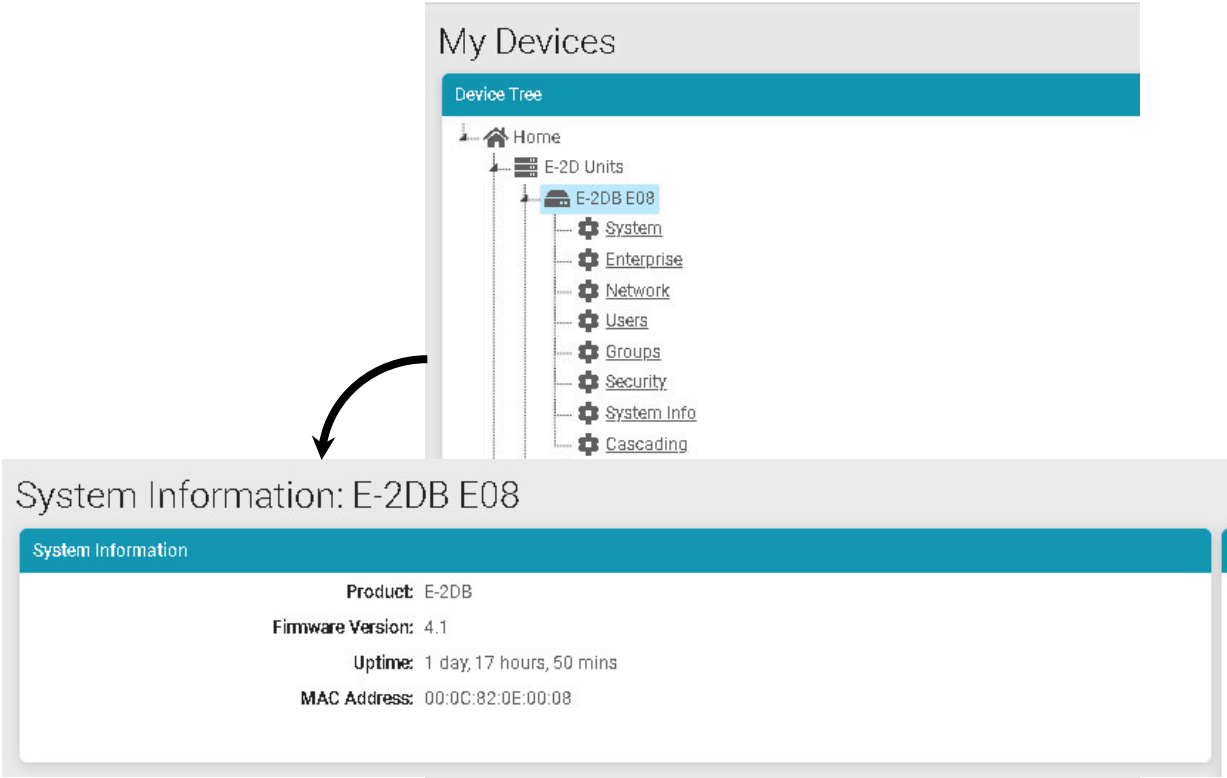 My Devices
Device Tree
Home
E-2D Units
E-2DB E08
System
Enterprise
Network
Users
Groups
Security
System Info
Cascading
System Information: E-2DB E08
System Information
Product: E-2DB
Firmware Version: 4.1
Uptime: 1 day, 17 hours, 50 mins
MAC Address: 00:0C:82:0E:00:08